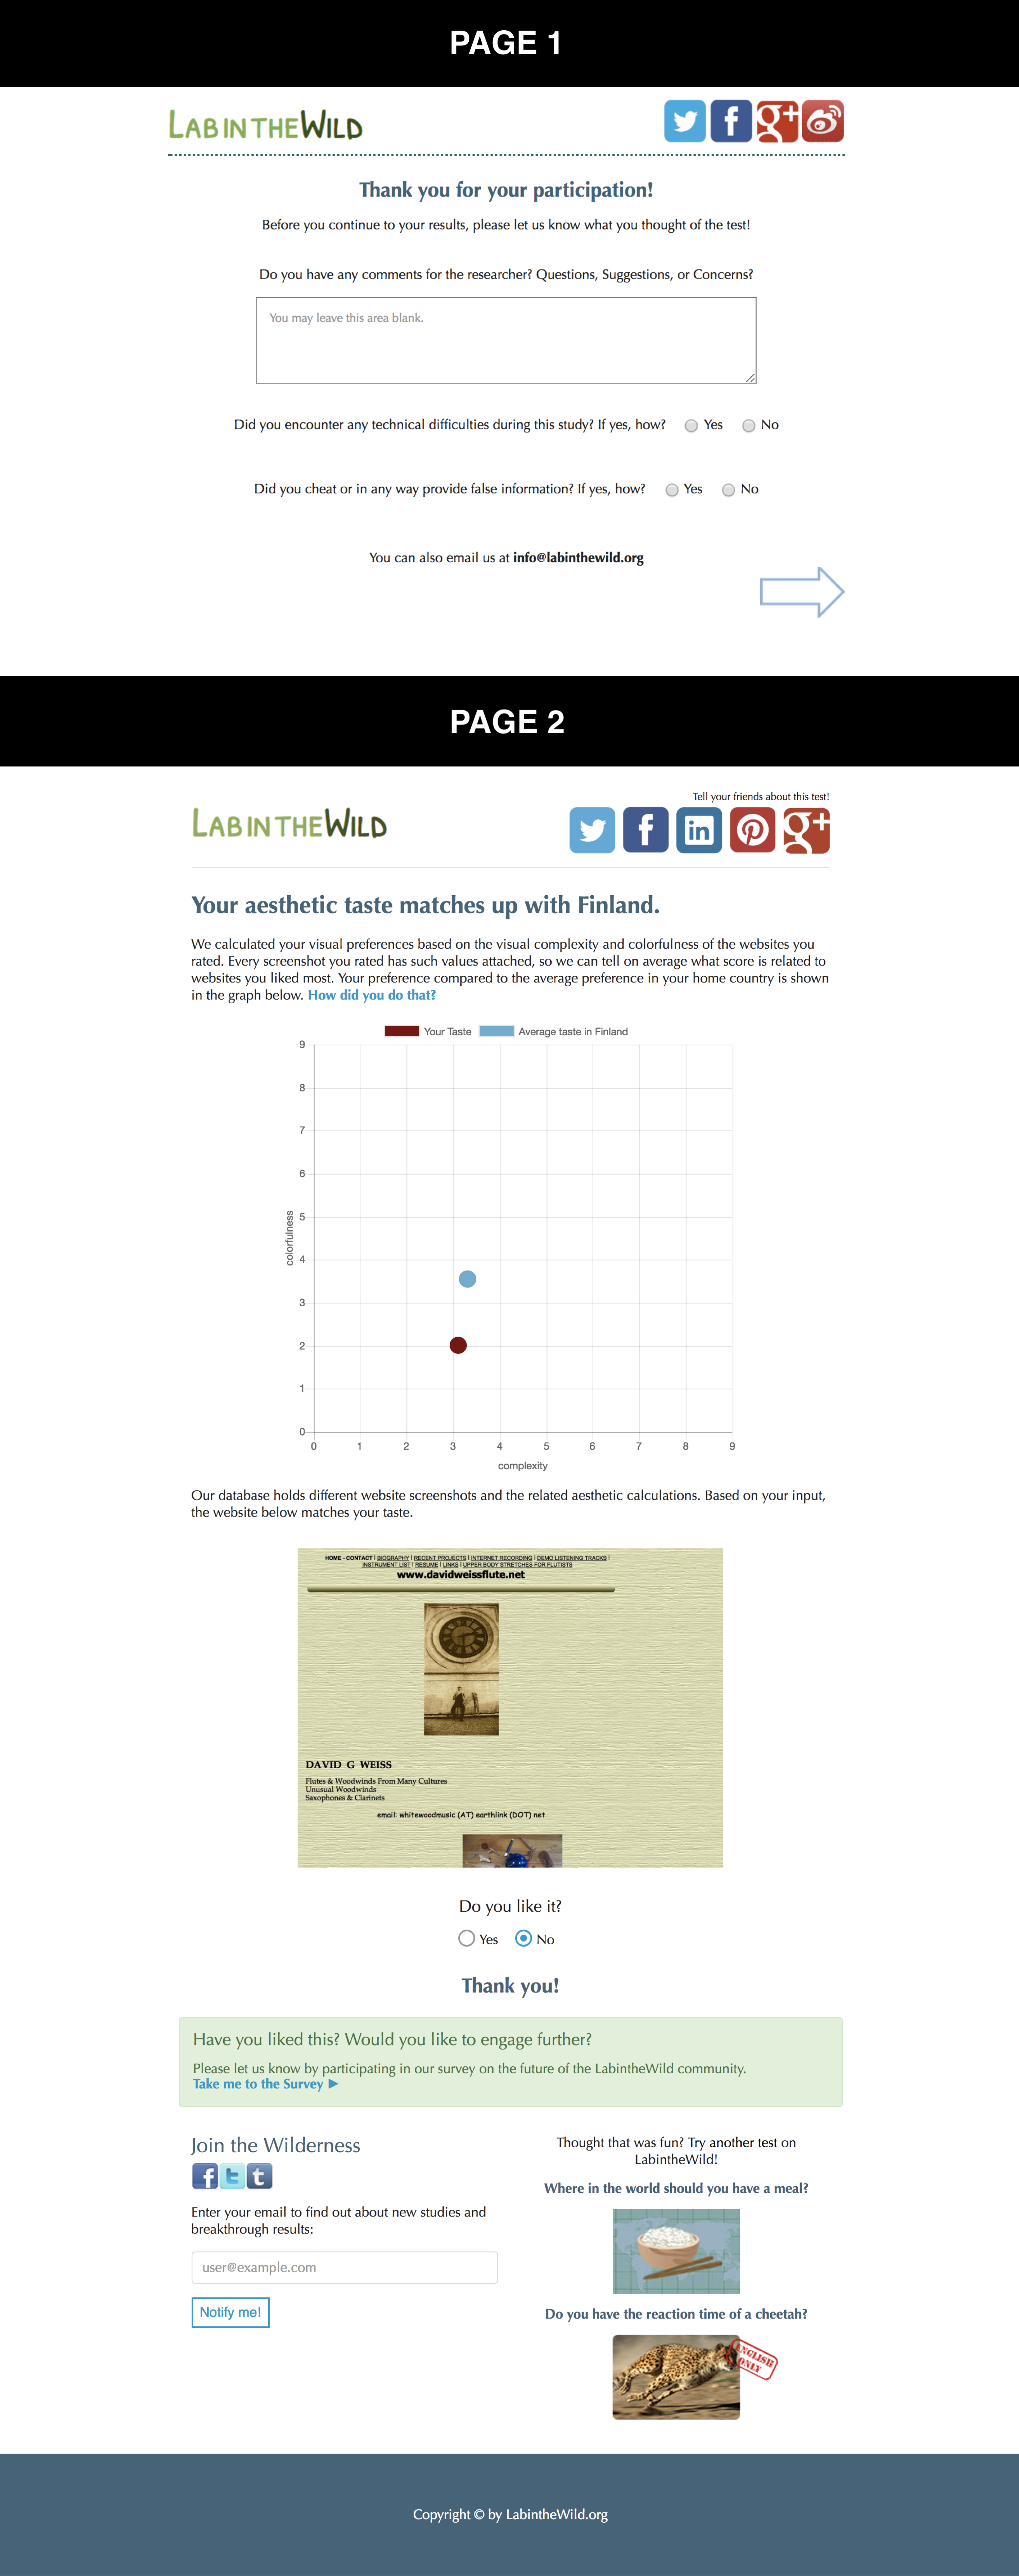 PAGE 1
LAB IN THE WILD
Thank you for your participation!
Before you continue to your results, please let us know what you thought of the test!
Do you have any comments for the researcher? Questions, Suggestions, or Concerns?
You may leave this area blank.
Did you encounter any technical difficulties during this study? If yes, how? Yes No
Did you cheat or in any way provide false information? If yes, how? Yes No
You can also email us at info@labinthewild.org
PAGE 2
Tell your friends about this test!
LAB IN THE WILD
Your aesthetic taste matches up with Finland.
We calculated your visual preferences based on the visual complexity and colorfulness of the websites you
rated. Every screenshot you rated has such values attached, so we can tell on average what score is related to
websites you liked most. Your preference compared to the average preference in your home country is shown
in the graph below. How did you do that?
Your Taste Average taste in Finland
9
8
7
6
5
4
3
2
1
0
colorfulness
0 1 2 3 4 5 6 7 8 9
complexity
Our database holds different website screenshots and the related aesthetic calculations. Based on your input,
the website below matches your taste.
HOME - CONTACT | BIOGRAPHY | RECENT PROJECTS | INTERNET RECORDING | DEMO LISTENING TRACKS |
INSTRUMENT LIST | RESUME | LINKS | UPPER BODY STRETCHES FOR FLUTISTS
www.davidweissflute.net
DAVID G WEISS
Flutes & Woodwinds From Many Cultures
Unusual Woodwinds
Saxophones & Clarinets
email: whitewoodmusic (AT) earthlink (DOT) net
Do you like it?
Yes No
Thank you!
Have you liked this? Would you like to engage further?
Please let us know by participating in our survey on the future of the LabintheWild community.
Take me to the Survey ►
Join the Wilderness
Enter your email to find out about new studies and
breakthrough results:
user@example.com
Notify me!
Thought that was fun? Try another test on
LabintheWild!
Where in the world should you have a meal?
Do you have the reaction time of a cheetah?
ENGLISH
ONLY
Copyright © by LabintheWild.org